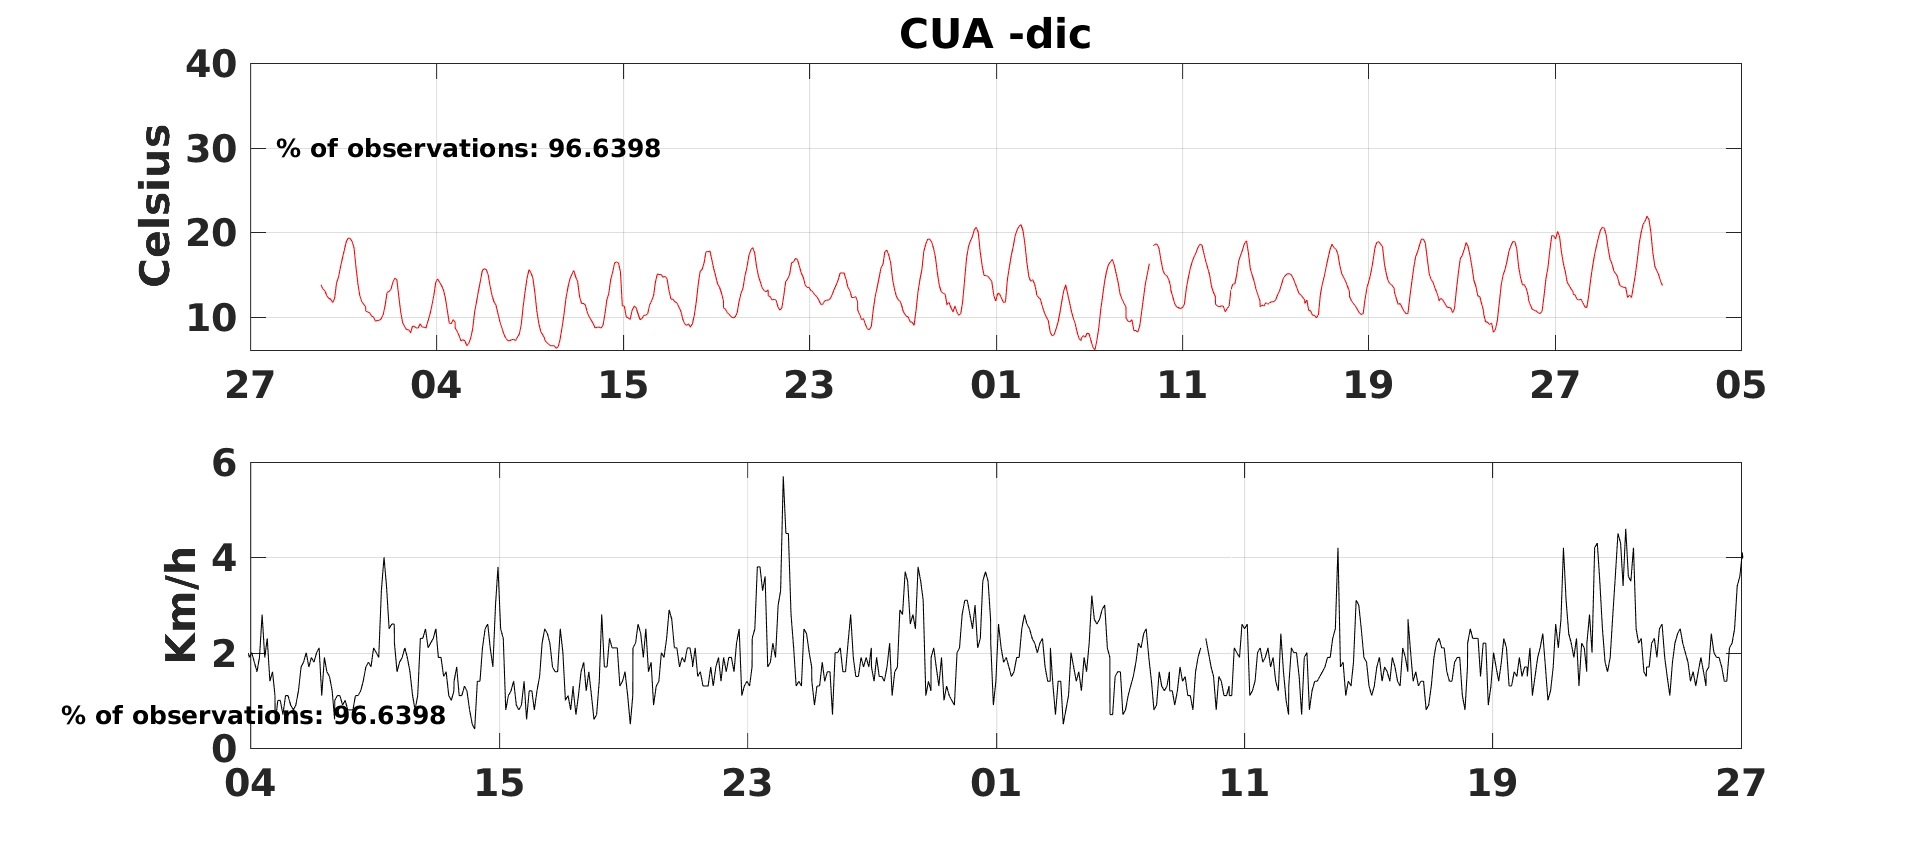 CUA -dic
Celsius
40
30
20
10
% of observations: 96.6398
27 04 15 23 01 11 19 27 05
Km/h
6
4
2
0
% of observations: 96.6398
04 15 23 01 11 19 27